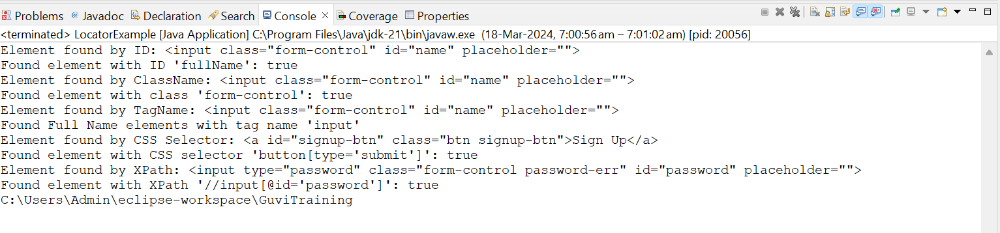 Problems @ Javadoc Declaration Search Console Coverage Properties
<terminated> LocatorExample [Java Application] C:\Program Files\Java\jdk-21\bin\javaw.exe (18-Mar-2024, 7:00:56 am – 7:01:02 am) [pid: 20056]
Element found by ID: <input class="form-control" id="name" placeholder="">
Found element with ID 'fullName': true
Element found by ClassName: <input class="form-control" id="name" placeholder="">
Found element with class 'form-control': true
Element found by TagName: <input class="form-control" id="name" placeholder="">
Found Full Name elements with tag name 'input'
Element found by CSS Selector: <a id="signup-btn" class="btn signup-btn">Sign Up</a>
Found element with CSS selector 'button[type='submit']': true
Element found by XPath: <input type="password" class="form-control password-err" id="password" placeholder="">
Found element with XPath '//input[@id='password']': true
C:\Users\Admin\eclipse-workspace\GuviTraining